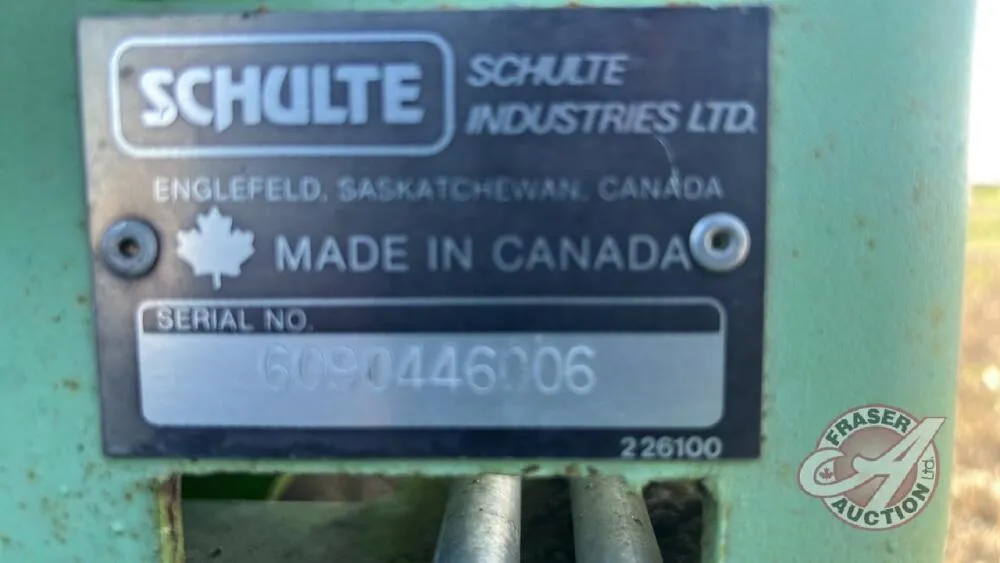 SCHULTE
SCHULTE
INDUSTRIES LTD.
ENGLEFELD, SASKATCHEWAN, CANADA
MADE IN CANADA
SERIAL NO.
6090446006
226100
FRASER
AUCTION
Ltd.